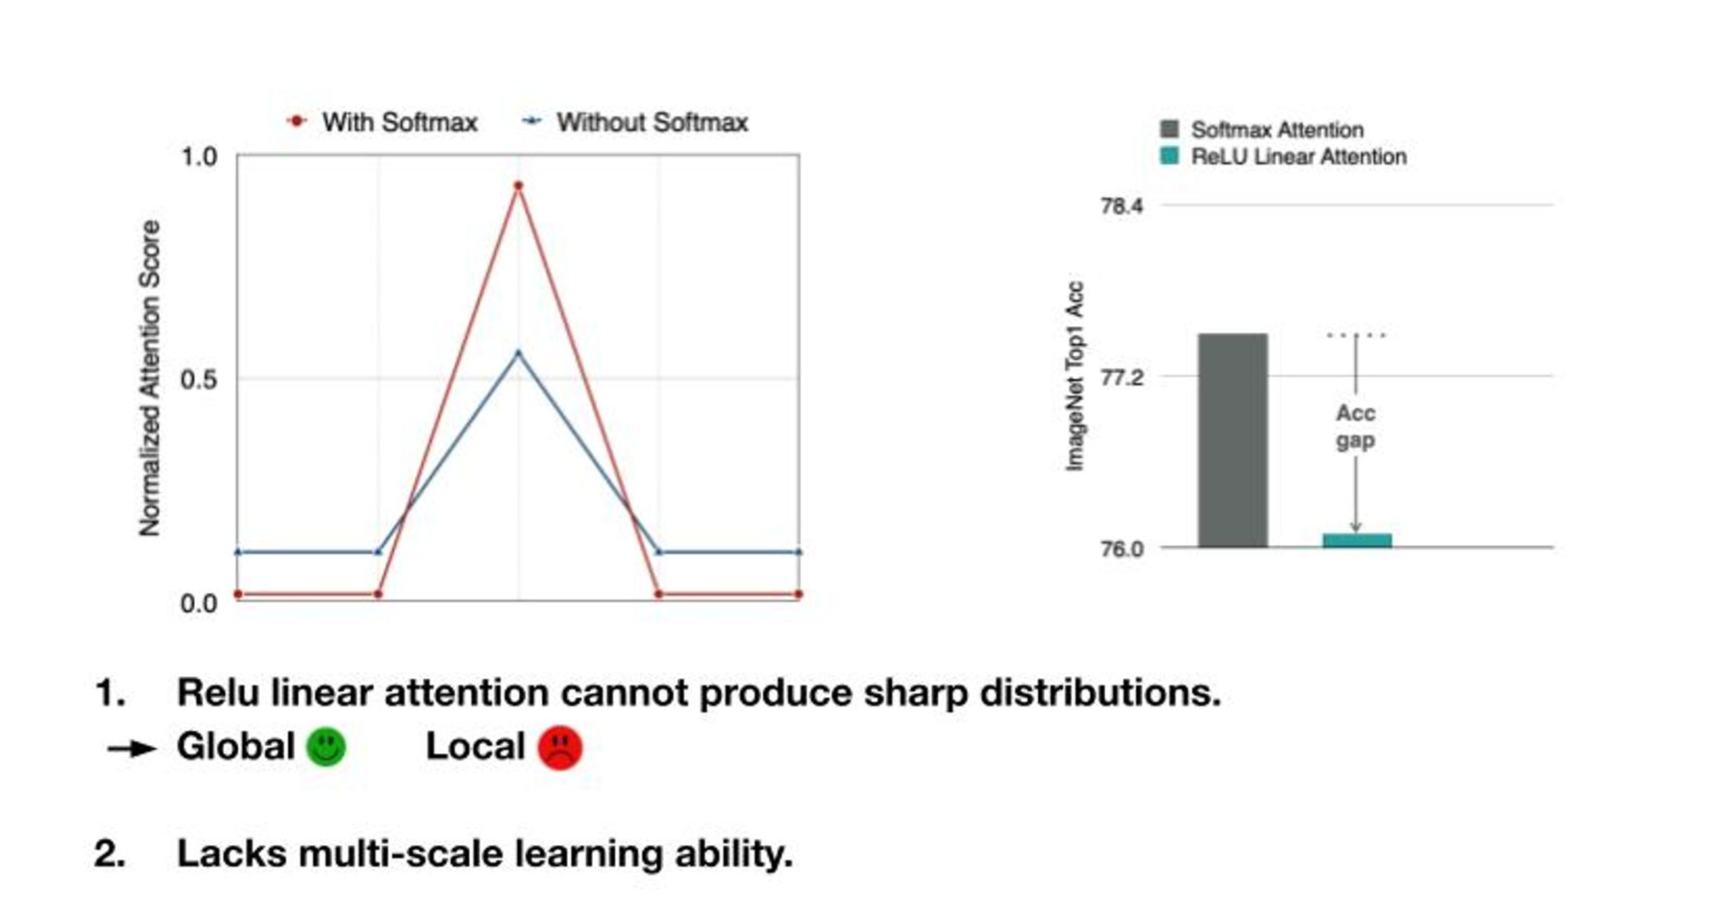 With Softmax
Without Softmax
1.0
0.5
0.0
Normalized Attention Score
Softmax Attention
ReLU Linear Attention
78.4
77.2
76.0
ImageNet Top1 Acc
Acc
gap
1. Relu linear attention cannot produce sharp distributions.
→ Global Local
2. Lacks multi-scale learning ability.